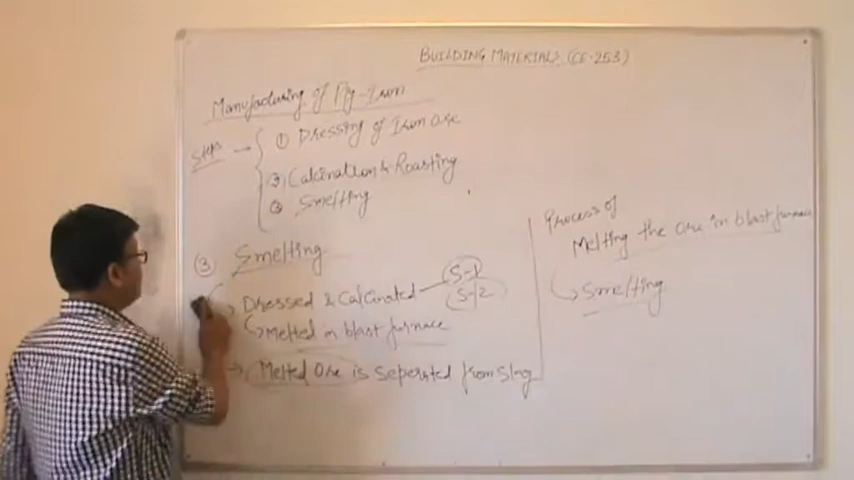 BUILDING MATERIALS (CE-253)
Manufacturing of Pig-Iron
Steps → ① Dressing of Iron ore
② Calcination & Roasting
③ Smelting
③ Smelting
Dressed & Calcinated — S-1
S-2
Melted in blast furnace
→ Melted Ore is seperated from slag
Process of
Melting the ore in blast furnace
Smelting